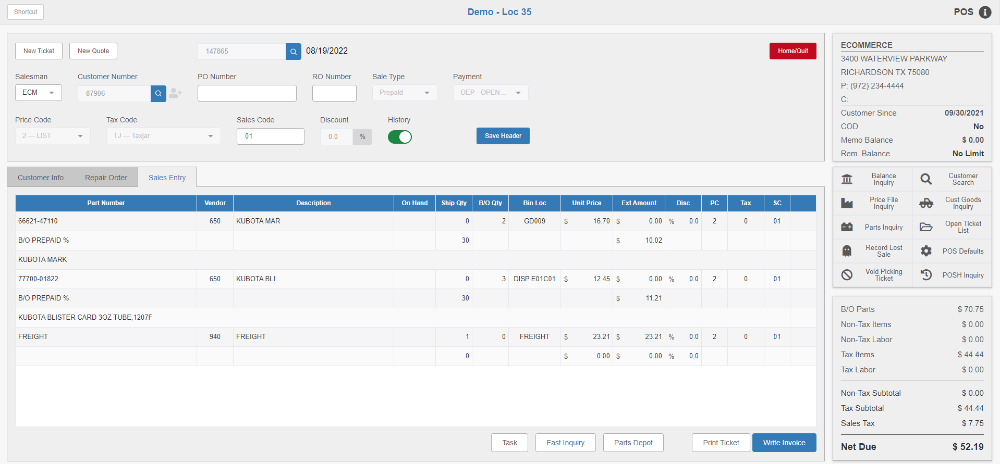 Shortcut
Demo - Loc 35
POS
New Ticket
New Quote
147865
08/19/2022
Home/Quit
Salesman
Customer Number
PO Number
RO Number
Sale Type
Payment
ECM
87906
Prepaid
OEP - OPEN...
Price Code
Tax Code
Sales Code
Discount
History
2 — LIST
TJ — Taxjar
01
0.0
%
Save Header
ECOMMERCE
3400 WATERVIEW PARKWAY
RICHARDSON TX 75080
P: (972) 234-4444
C:
Customer Since 09/30/2021
COD No
Memo Balance $ 0.00
Rem. Balance No Limit
Customer Info
Repair Order
Sales Entry
Part Number Vendor Description On Hand Ship Qty B/O Qty Bin Loc Unit Price Ext Amount Disc PC Tax SC
66621-47110 650 KUBOTA MAR 0 2 GD009 $ 16.70 $ 0.00 % 0.0 2 0 01
B/O PREPAID % 30 $ 10.02
KUBOTA MARK
77700-01822 650 KUBOTA BLI 0 3 DISP E01C01 $ 12.45 $ 0.00 % 0.0 2 0 01
B/O PREPAID % 30 $ 11.21
KUBOTA BLISTER CARD 3OZ TUBE,1207F
FREIGHT 940 FREIGHT 1 0 FREIGHT $ 23.21 $ 23.21 % 0.0 2 0 01
0 $ 0.00 $ 0.00 % 0.0
Task
Fast Inquiry
Parts Depot
Print Ticket
Write Invoice
Balance
Inquiry
Customer
Search
Price File
Inquiry
Cust Goods
Inquiry
Parts Inquiry
Open Ticket
List
Record Lost
Sale
POS Defaults
Void Picking
Ticket
POSH Inquiry
B/O Parts $ 70.75
Non-Tax Items $ 0.00
Non-Tax Labor $ 0.00
Tax Items $ 44.44
Tax Labor $ 0.00
Non-Tax Subtotal $ 0.00
Tax Subtotal $ 44.44
Sales Tax $ 7.75
Net Due $ 52.19